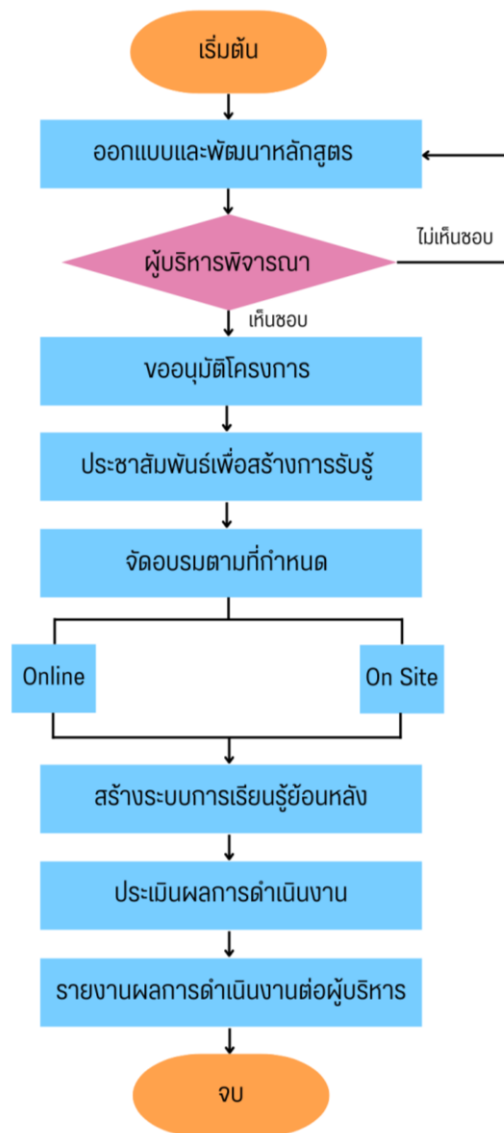 เริ่มต้น
ออกแบบและพัฒนาหลักสูตร
ไม่เห็นชอบ
ผู้บริหารพิจารณา
เห็นชอบ
ขออนุมัติโครงการ
ประชาสัมพันธ์เพื่อสร้างการรับรู้
จัดอบรมตามที่กำหนด
Online
On Site
สร้างระบบการเรียนรู้ย้อนหลัง
ประเมินผลการดำเนินงาน
รายงานผลการดำเนินงานต่อผู้บริหาร
จบ